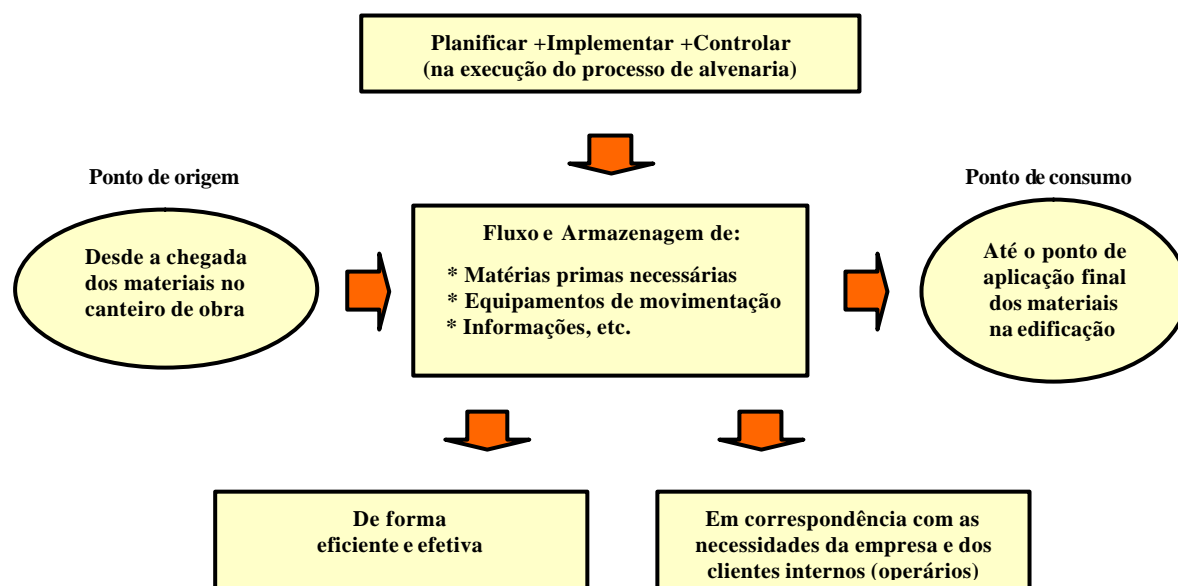 Planificar +Implementar +Controlar
(na execução do processo de alvenaria)
Ponto de origem
Ponto de consumo
Desde a chegada
dos materiais no
canteiro de obra
Fluxo e Armazenagem de:
* Matérias primas necessárias
* Equipamentos de movimentação
* Informações, etc.
Até o ponto de
aplicação final
dos materiais
na edificação
De forma
eficiente e efetiva
Em correspondência com as
necessidades da empresa e dos
clientes internos (operários)